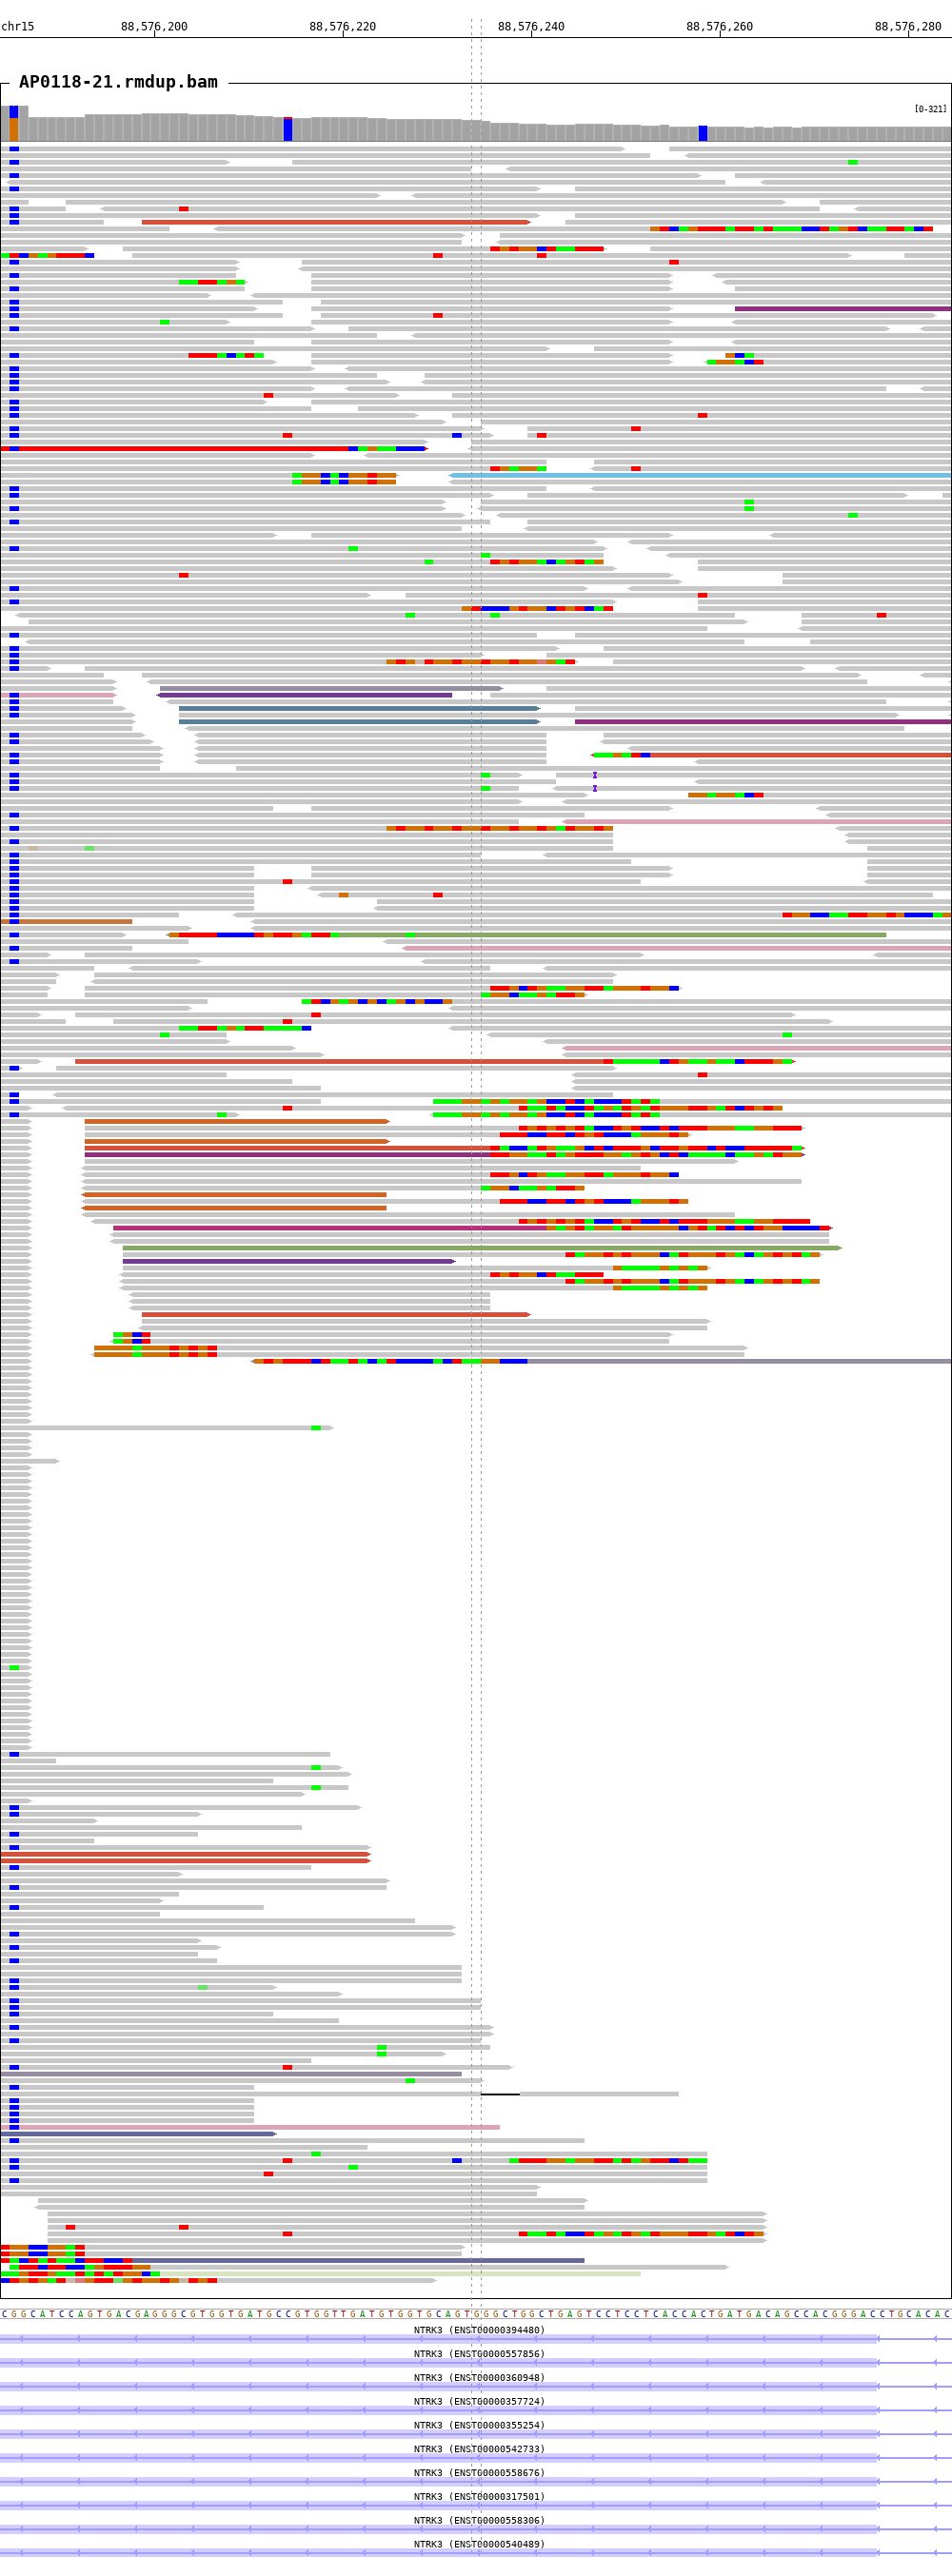 chr15 88,576,200 88,576,220 88,576,240 88,576,260 88,576,280
AP0118-21.rmdup.bam
[0-321]
C G G C A T C C A G T G A C G A G G G C G T G G T G A T G C C G T G G T T G A T G T G G T G C A G T G G G C T G G C T G A G T C C T C C T C A C C A C T G A T G A C A G C C A C G G G A C C T G C A C A C
NTRK3 (ENST00000394480)
NTRK3 (ENST00000557856)
NTRK3 (ENST00000360948)
NTRK3 (ENST00000357724)
NTRK3 (ENST00000355254)
NTRK3 (ENST00000542733)
NTRK3 (ENST00000558676)
NTRK3 (ENST00000317501)
NTRK3 (ENST00000558306)
NTRK3 (ENST00000540489)